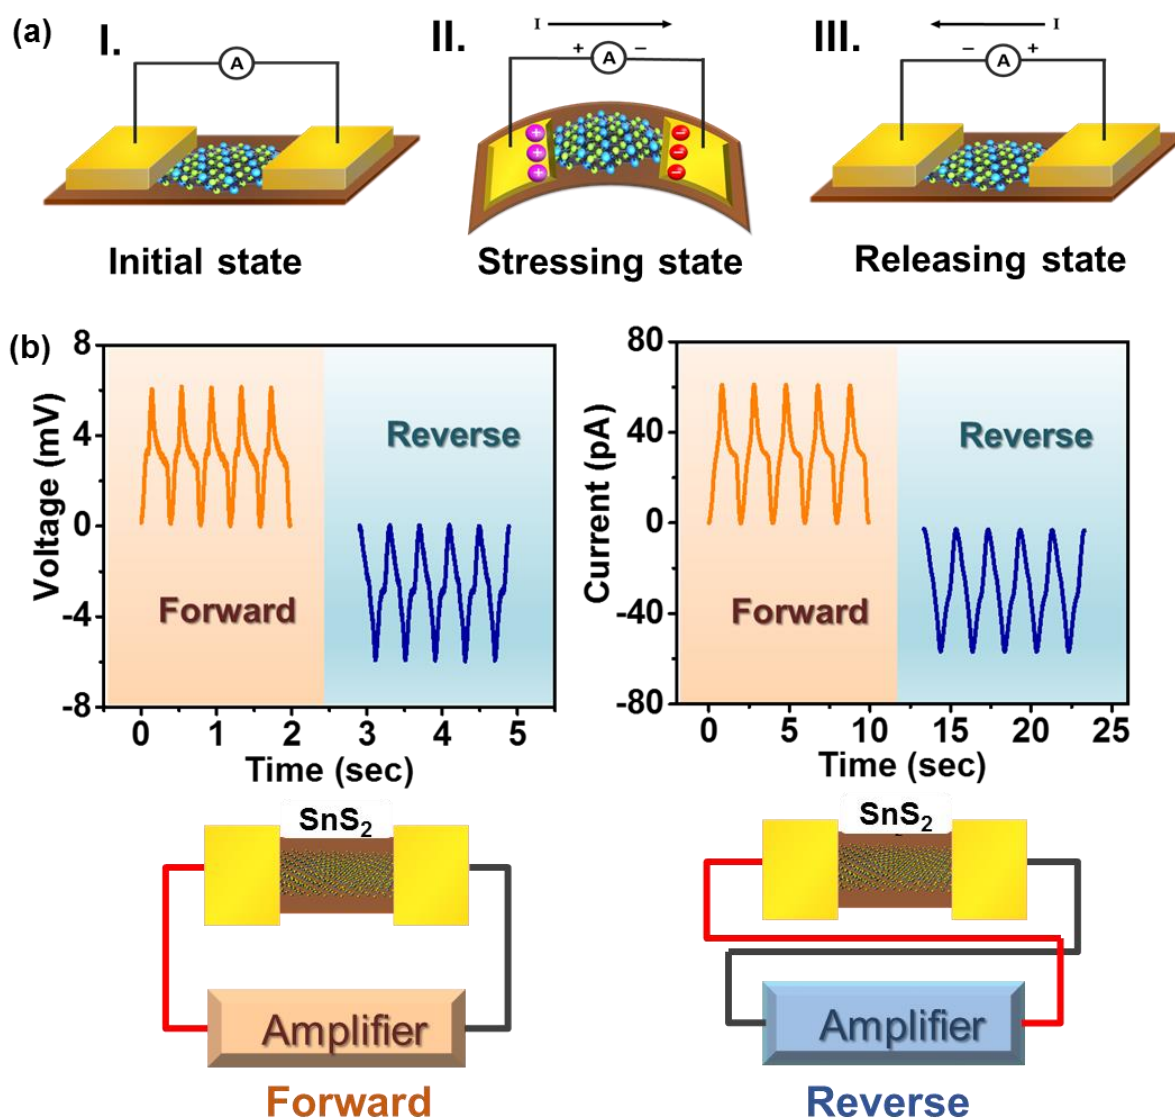 (a)
I.
A
Initial state
II.
I
+ A −
+ −
+ −
+ −
Stressing state
III.
I
− A +
Releasing state
(b)
8
4
0
-4
-8
Voltage (mV)
Forward
Reverse
0 1 2 3 4 5
Time (sec)
80
40
0
-40
-80
Current (pA)
Forward
Reverse
0 5 10 15 20 25
Time (sec)
SnS₂
Amplifier
Forward
SnS₂
Amplifier
Reverse